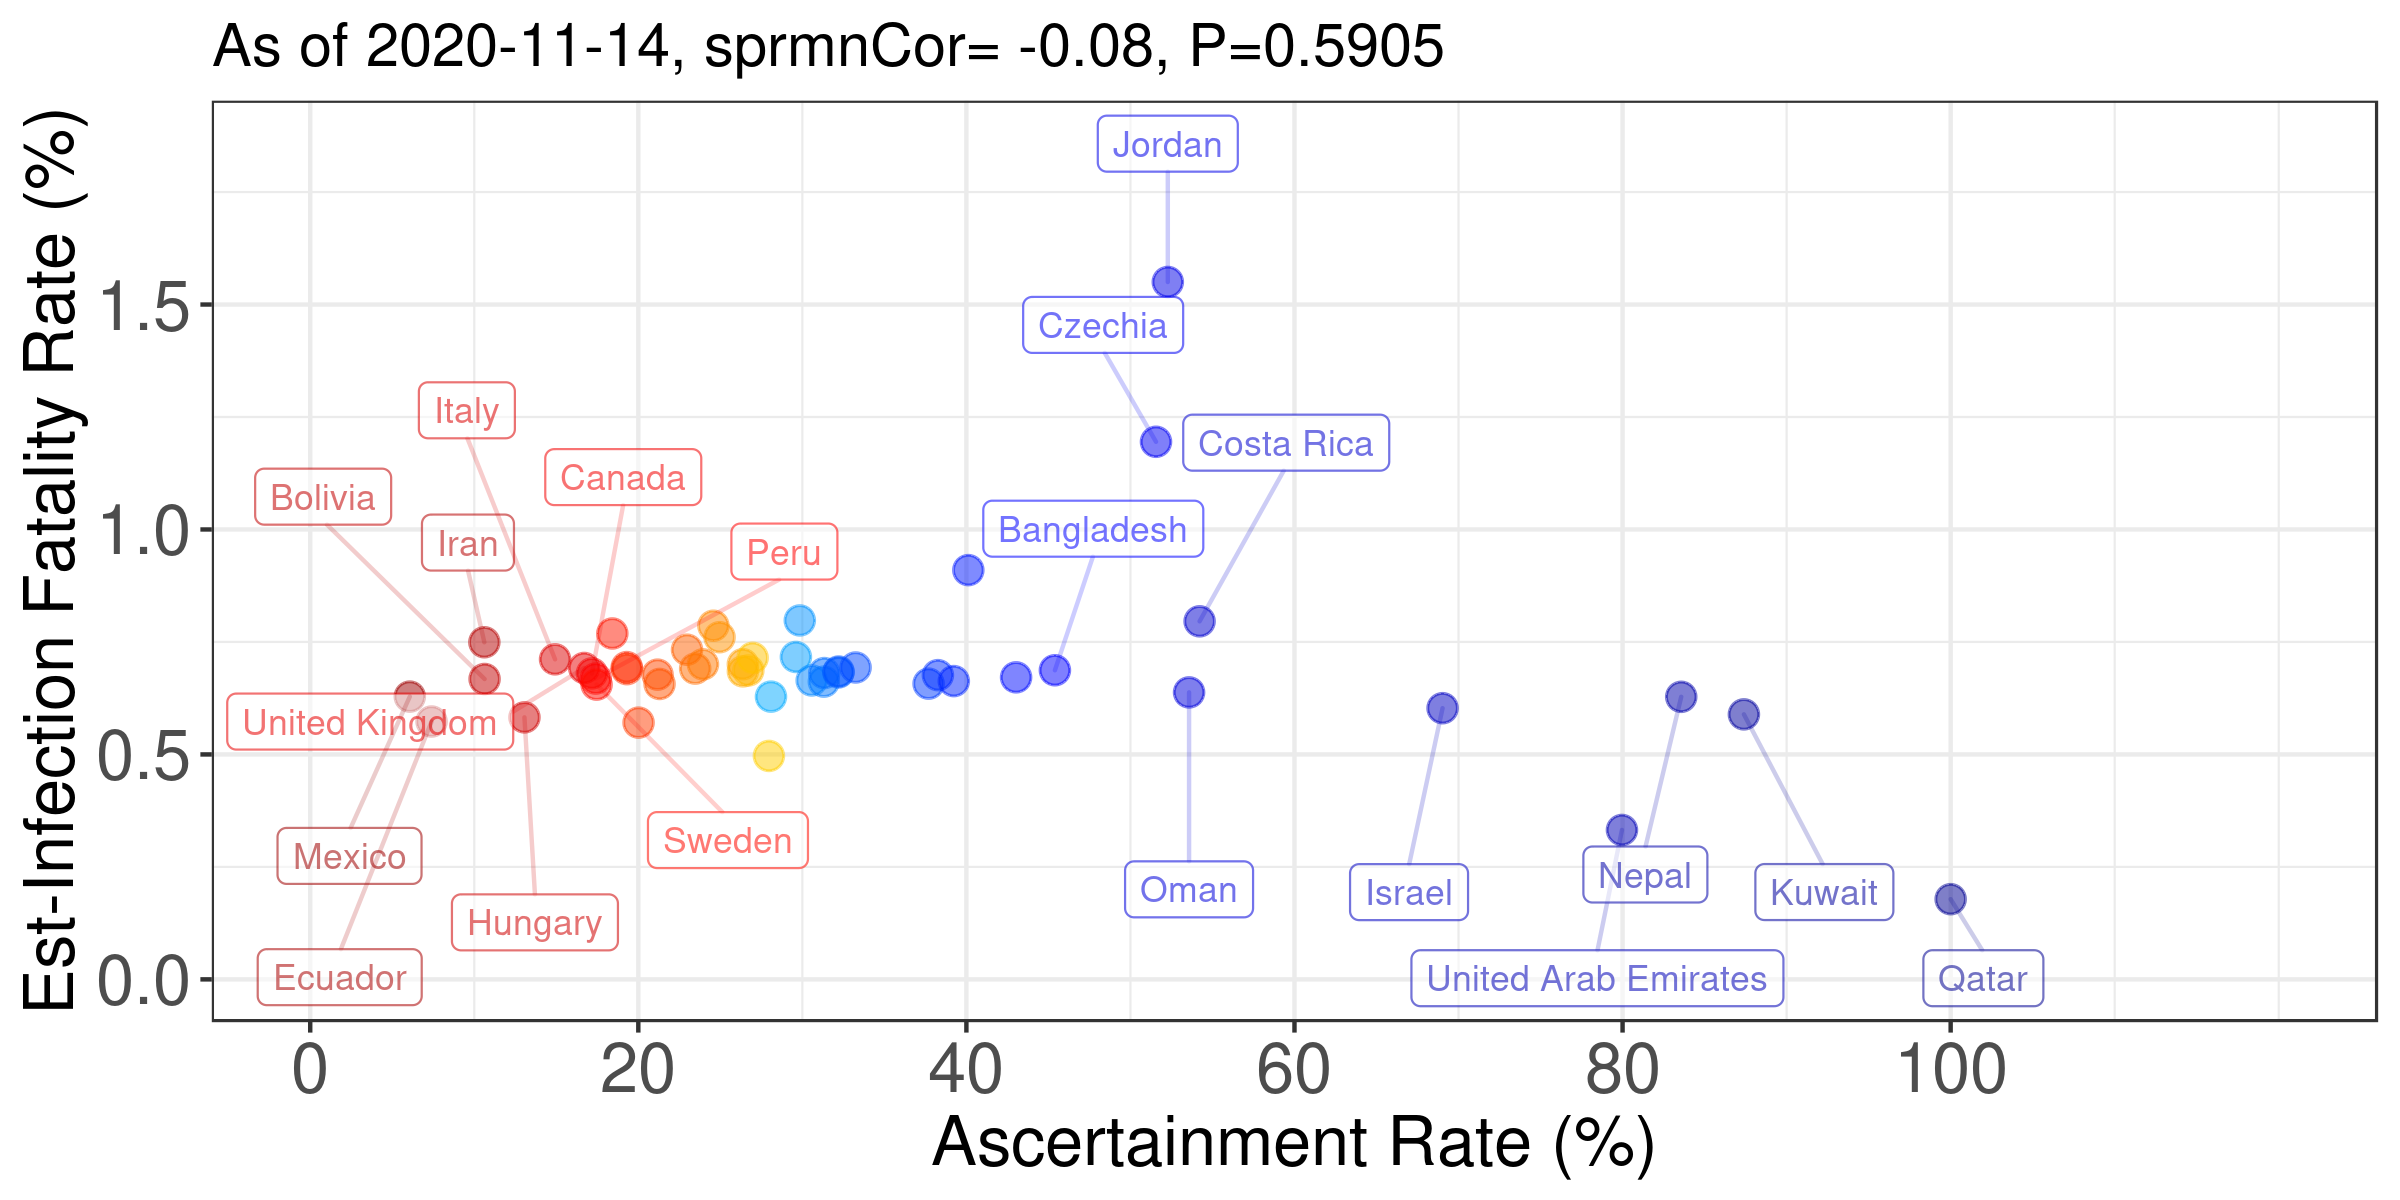 As of 2020-11-14, sprmnCor= -0.08, P=0.5905
Est-Infection Fatality Rate (%)
1.5
1.0
0.5
0.0
Jordan
Czechia
Italy
Costa Rica
Canada
Bolivia
Bangladesh
Iran
Peru
United Kingdom
Sweden
Mexico
Nepal
Oman
Israel
Kuwait
Hungary
Ecuador
United Arab Emirates
Qatar
0 20 40 60 80 100
Ascertainment Rate (%)